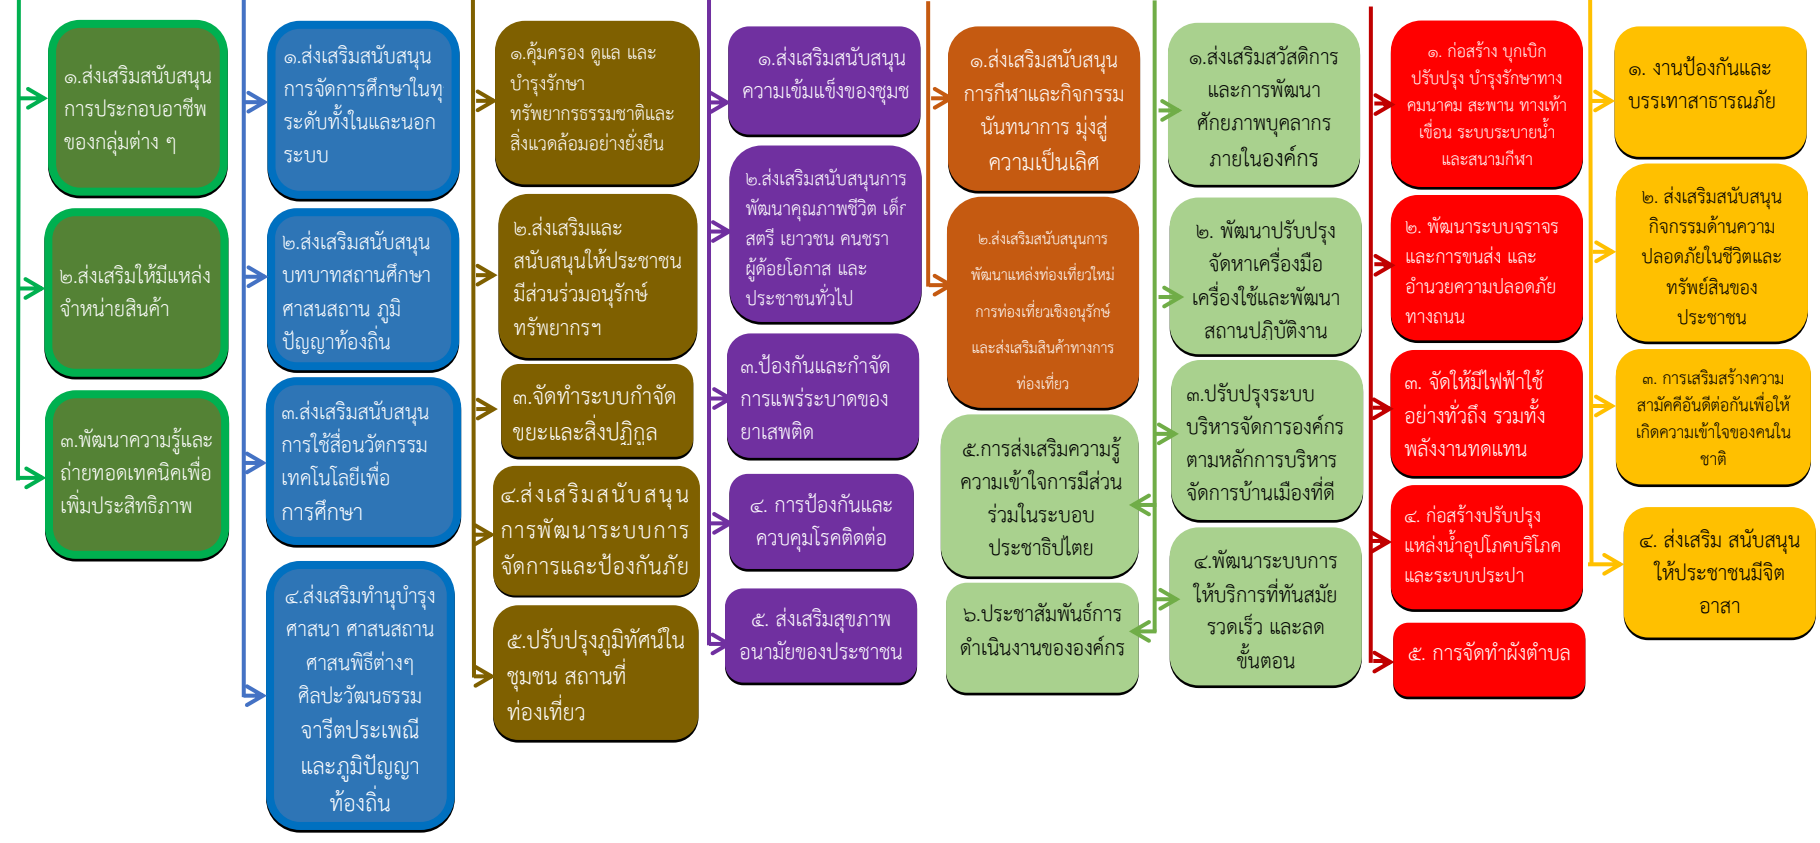 ๑.ส่งเสริมสนับสนุน
การประกอบอาชีพ
ของกลุ่มต่าง ๆ
๒.ส่งเสริมให้มีแหล่ง
จำหน่ายสินค้า
๓.พัฒนาความรู้และ
ถ่ายทอดเทคนิคเพื่อ
เพิ่มประสิทธิภาพ
๑.ส่งเสริมสนับสนุน
การจัดการศึกษาในทุ
ระดับทั้งในและนอก
ระบบ
๒.ส่งเสริมสนับสนุน
บทบาทสถานศึกษา
ศาสนสถาน ภูมิ
ปัญญาท้องถิ่น
๓.ส่งเสริมสนับสนุน
การใช้สื่อนวัตกรรม
เทคโนโลยีเพื่อ
การศึกษา
๔.ส่งเสริมทำนุบำรุง
ศาสนา ศาสนสถาน
ศาสนพิธีต่างๆ
ศิลปะวัฒนธรรม
จารีตประเพณี
และภูมิปัญญา
ท้องถิ่น
๑.คุ้มครอง ดูแล และ
บำรุงรักษา
ทรัพยากรธรรมชาติและ
สิ่งแวดล้อมอย่างยั่งยืน
๒.ส่งเสริมและ
สนับสนุนให้ประชาชน
มีส่วนร่วมอนุรักษ์
ทรัพยากรฯ
๓.จัดทำระบบกำจัด
ขยะและสิ่งปฏิกูล
๔.ส่งเสริมสนับสนุน
การพัฒนาระบบการ
จัดการและป้องกันภัย
๕.ปรับปรุงภูมิทัศน์ใน
ชุมชน สถานที่
ท่องเที่ยว
๑.ส่งเสริมสนับสนุน
ความเข้มแข็งของชุมช
๒.ส่งเสริมสนับสนุนการ
พัฒนาคุณภาพชีวิต เด็ก
สตรี เยาวชน คนชรา
ผู้ด้อยโอกาส และ
ประชาชนทั่วไป
๓.ป้องกันและกำจัด
การแพร่ระบาดของ
ยาเสพติด
๔. การป้องกันและ
ควบคุมโรคติดต่อ
๕. ส่งเสริมสุขภาพ
อนามัยของประชาชน
๑.ส่งเสริมสนับสนุน
การกีฬาและกิจกรรม
นันทนาการ มุ่งสู่
ความเป็นเลิศ
๒.ส่งเสริมสนับสนุนการ
พัฒนาแหล่งท่องเที่ยวใหม่
การท่องเที่ยวเชิงอนุรักษ์
และส่งเสริมสินค้าทางการ
ท่องเที่ยว
๕.การส่งเสริมความรู้
ความเข้าใจการมีส่วน
ร่วมในระบอบ
ประชาธิปไตย
๖.ประชาสัมพันธ์การ
ดำเนินงานขององค์กร
๑.ส่งเสริมสวัสดิการ
และการพัฒนา
ศักยภาพบุคลากร
ภายในองค์กร
๒. พัฒนาปรับปรุง
จัดหาเครื่องมือ
เครื่องใช้และพัฒนา
สถานปฏิบัติงาน
๓.ปรับปรุงระบบ
บริหารจัดการองค์กร
ตามหลักการบริหาร
จัดการบ้านเมืองที่ดี
๔.พัฒนาระบบการ
ให้บริการที่ทันสมัย
รวดเร็ว และลด
ขั้นตอน
๑. ก่อสร้าง บุกเบิก
ปรับปรุง บำรุงรักษาทาง
คมนาคม สะพาน ทางเท้า
เขื่อน ระบบระบายน้ำ
และสนามกีฬา
๒. พัฒนาระบบจราจร
และการขนส่ง และ
อำนวยความปลอดภัย
ทางถนน
๓. จัดให้มีไฟฟ้าใช้
อย่างทั่วถึง รวมทั้ง
พลังงานทดแทน
๔. ก่อสร้างปรับปรุง
แหล่งน้ำอุปโภคบริโภค
และระบบประปา
๕. การจัดทำผังตำบล
๑. งานป้องกันและ
บรรเทาสาธารณภัย
๒. ส่งเสริมสนับสนุน
กิจกรรมด้านความ
ปลอดภัยในชีวิตและ
ทรัพย์สินของ
ประชาชน
๓. การเสริมสร้างความ
สามัคคีอันดีต่อกันเพื่อให้
เกิดความเข้าใจของคนใน
ชาติ
๔. ส่งเสริม สนับสนุน
ให้ประชาชนมีจิต
อาสา